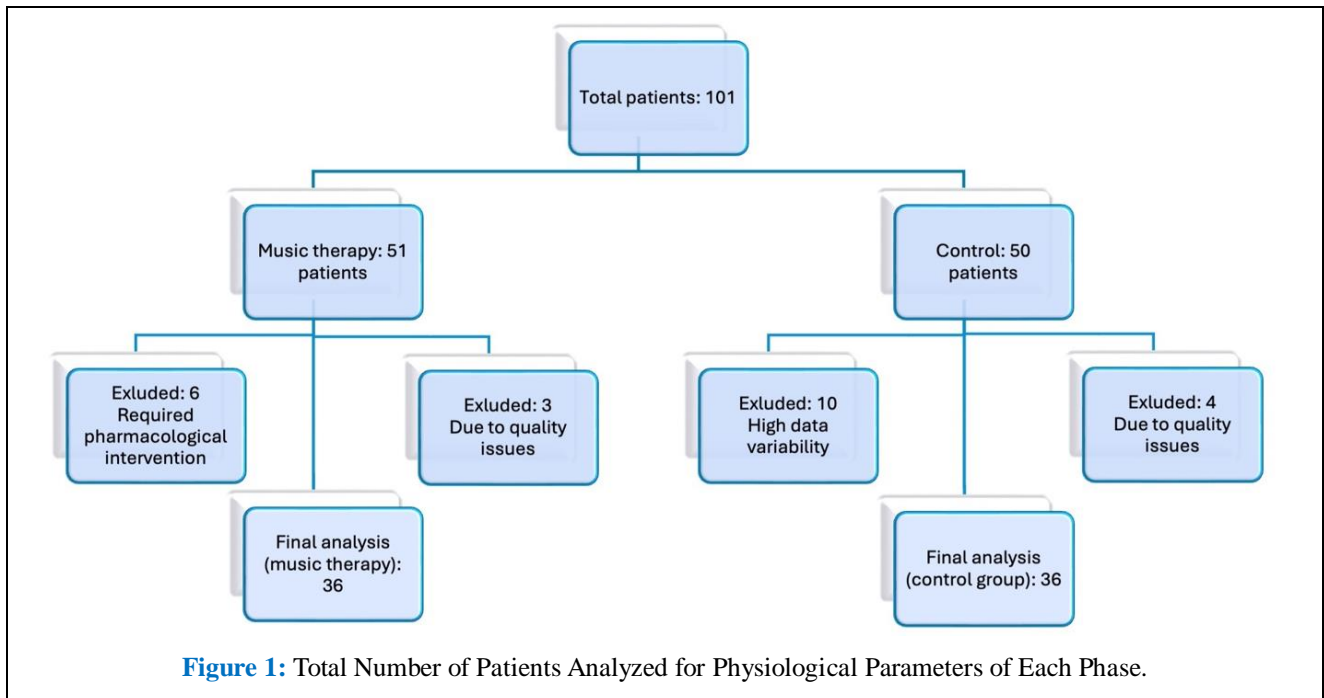 Total patients: 101
Music therapy: 51
patients
Control: 50
patients
Exluded: 6
Required
pharmacological
intervention
Exluded: 3
Due to quality
issues
Exluded: 10
High data
variability
Exluded: 4
Due to quality
issues
Final analysis
(music therapy):
36
Final analysis
(control group): 36
Figure 1: Total Number of Patients Analyzed for Physiological Parameters of Each Phase.